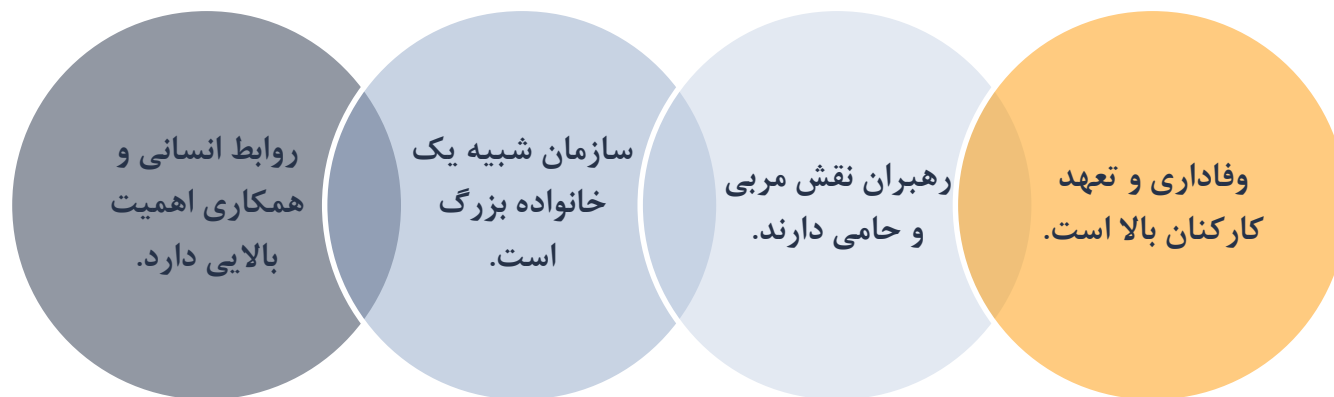 وفاداری و تعهد
کارکنان بالا است.
رهبران نقش مربی
و حامی دارند.
سازمان شبیه یک
خانواده بزرگ
است.
روابط انسانی و
همکاری اهمیت
بالایی دارد.